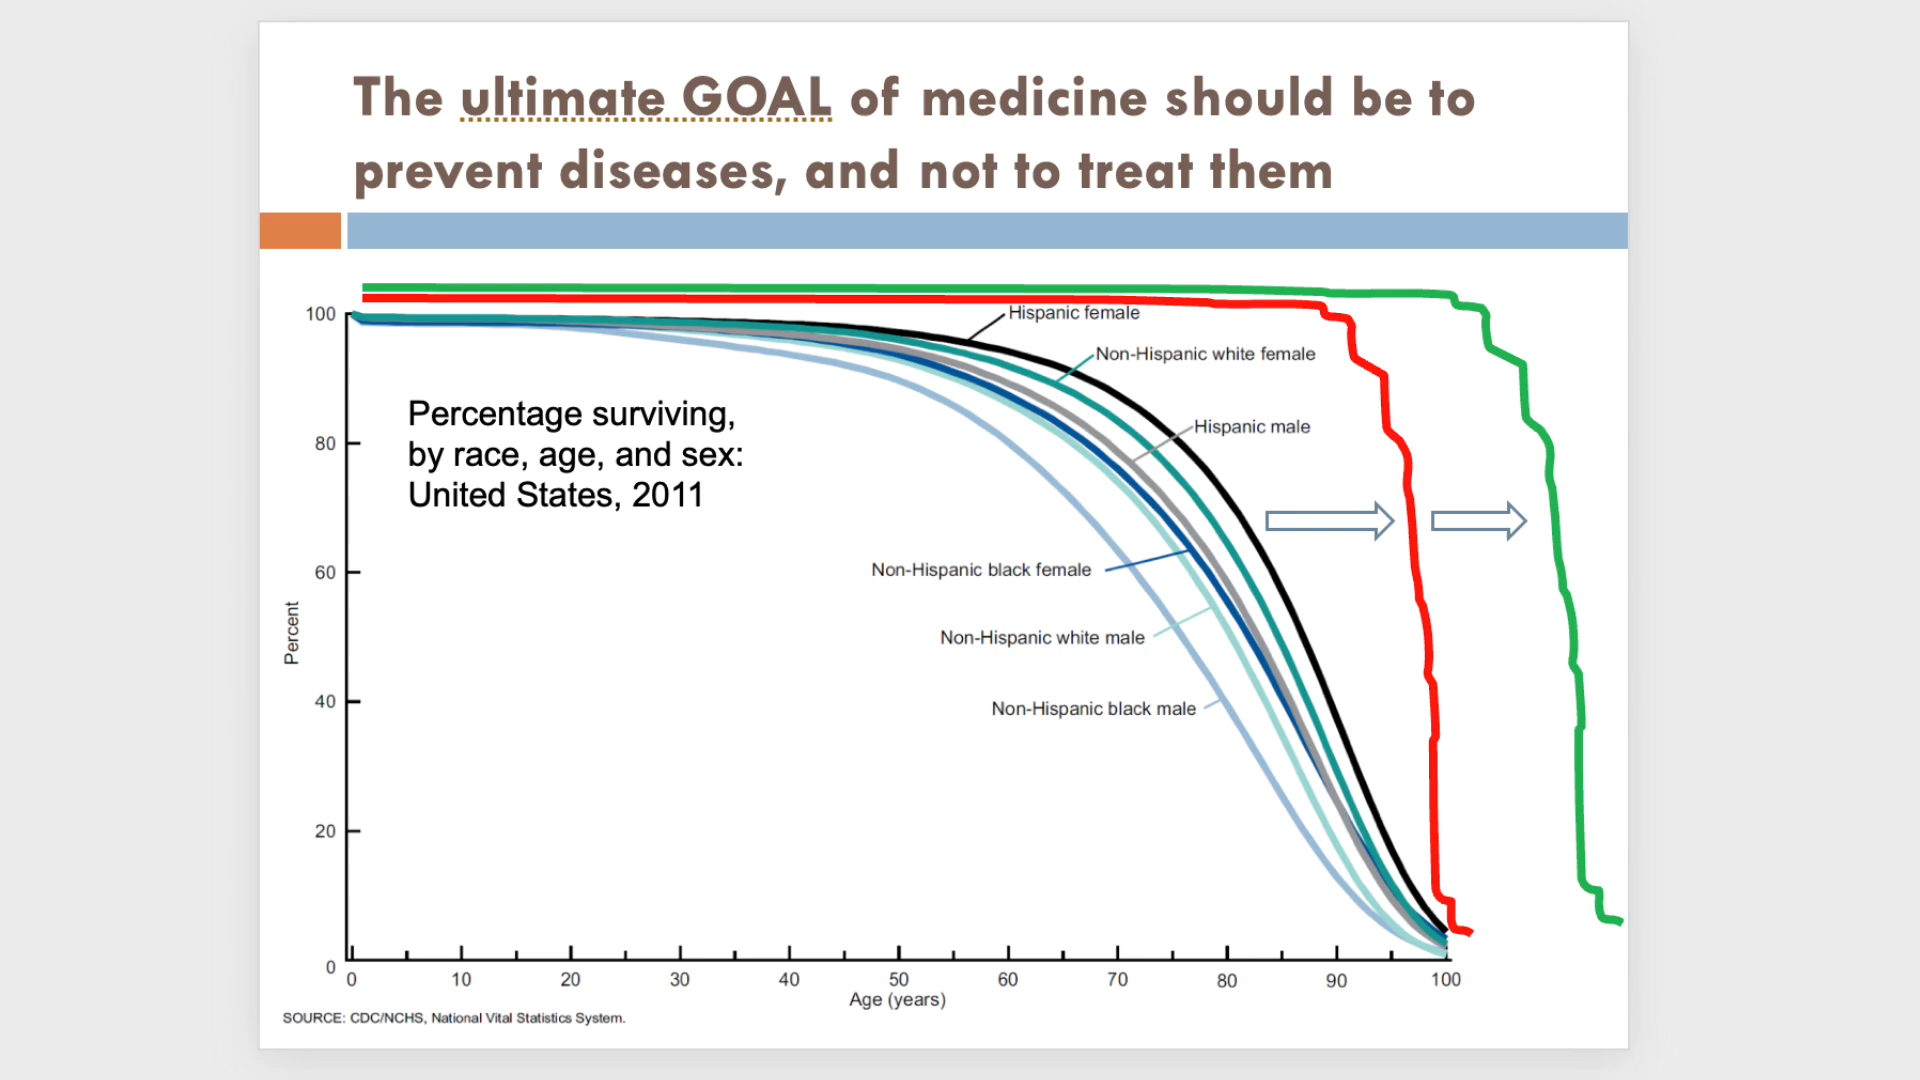 The ultimate GOAL of medicine should be to
prevent diseases, and not to treat them
100
80
60
40
20
0
Percent
Percentage surviving,
by race, age, and sex:
United States, 2011
Hispanic female
Non-Hispanic white female
Hispanic male
Non-Hispanic black female
Non-Hispanic white male
Non-Hispanic black male
0 10 20 30 40 50 60 70 80 90 100
Age (years)
SOURCE: CDC/NCHS, National Vital Statistics System.